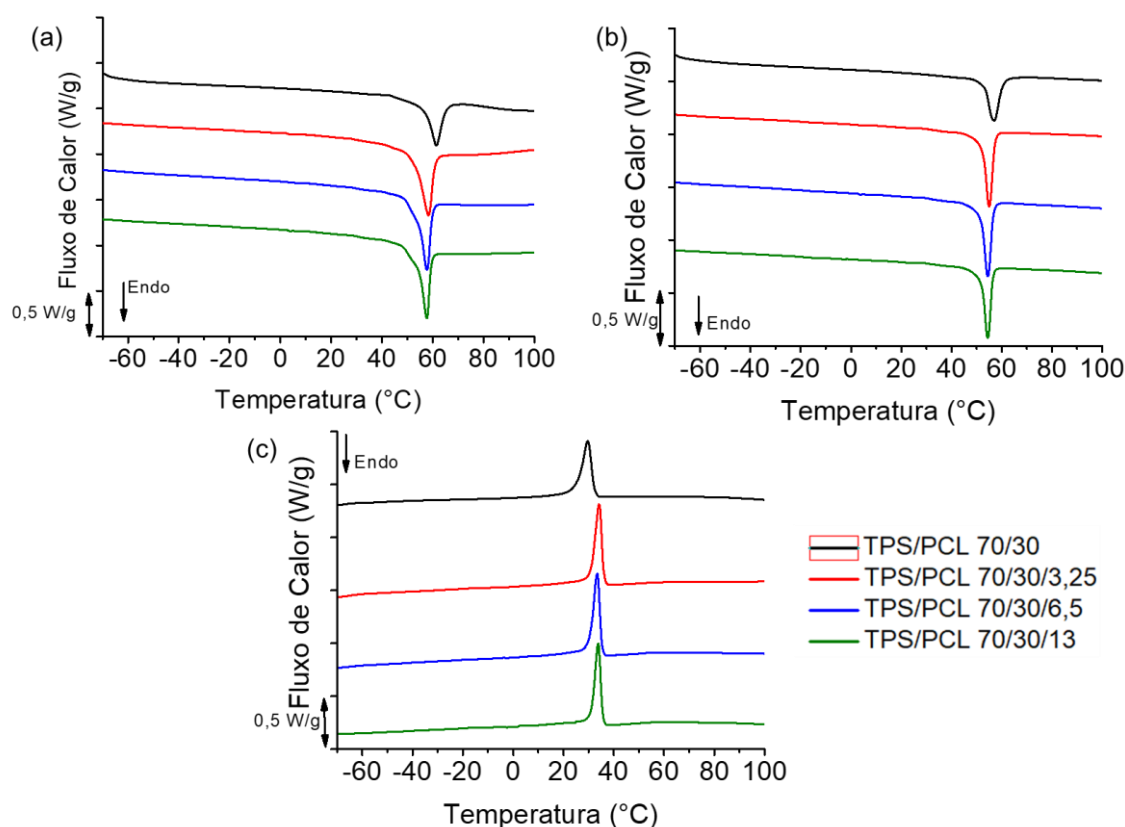 (a)
Fluxo de Calor (W/g)
0,5 W/g
Endo
-60 -40 -20 0 20 40 60 80 100
Temperatura (°C)
(b)
Fluxo de Calor (W/g)
0,5 W/g
Endo
-60 -40 -20 0 20 40 60 80 100
Temperatura (°C)
(c)
Endo
Fluxo de Calor (W/g)
0,5 W/g
-60 -40 -20 0 20 40 60 80 100
Temperatura (°C)
TPS/PCL 70/30
TPS/PCL 70/30/3,25
TPS/PCL 70/30/6,5
TPS/PCL 70/30/13